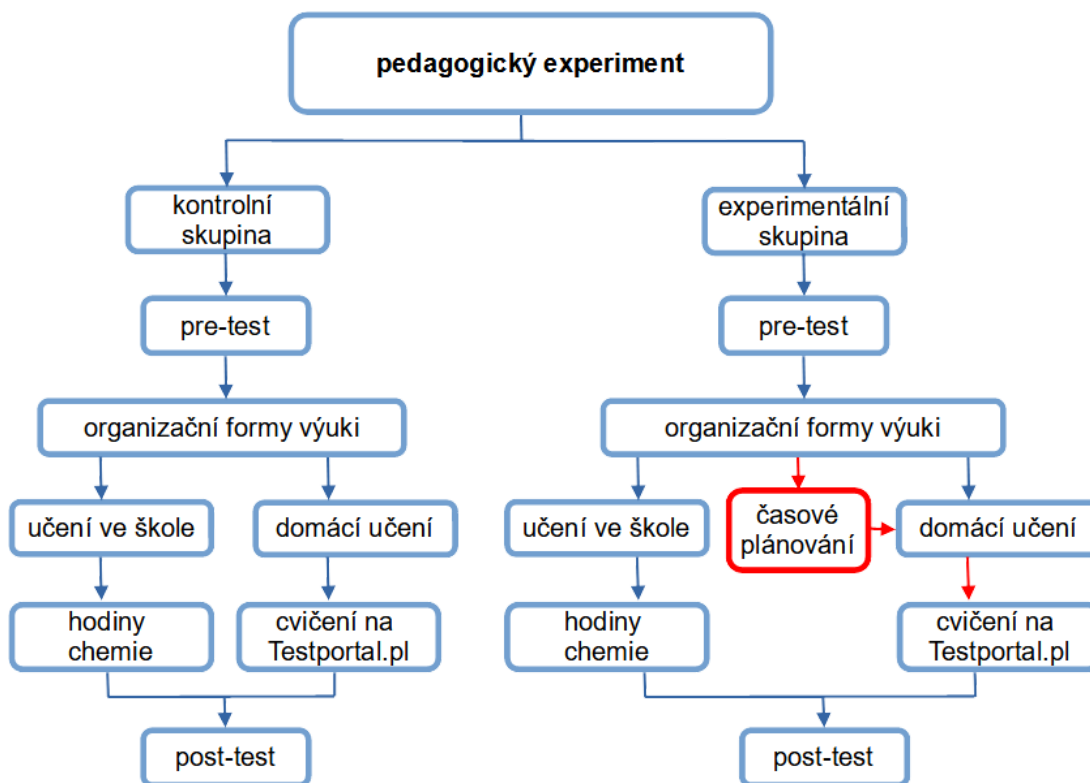 pedagogický experiment
kontrolní
skupina
experimentální
skupina
pre-test
pre-test
organizační formy výuki
organizační formy výuki
učení ve škole
domácí učení
učení ve škole
časové
plánování
domácí učení
hodiny
chemie
cvičení na
Testportal.pl
hodiny
chemie
cvičení na
Testportal.pl
post-test
post-test